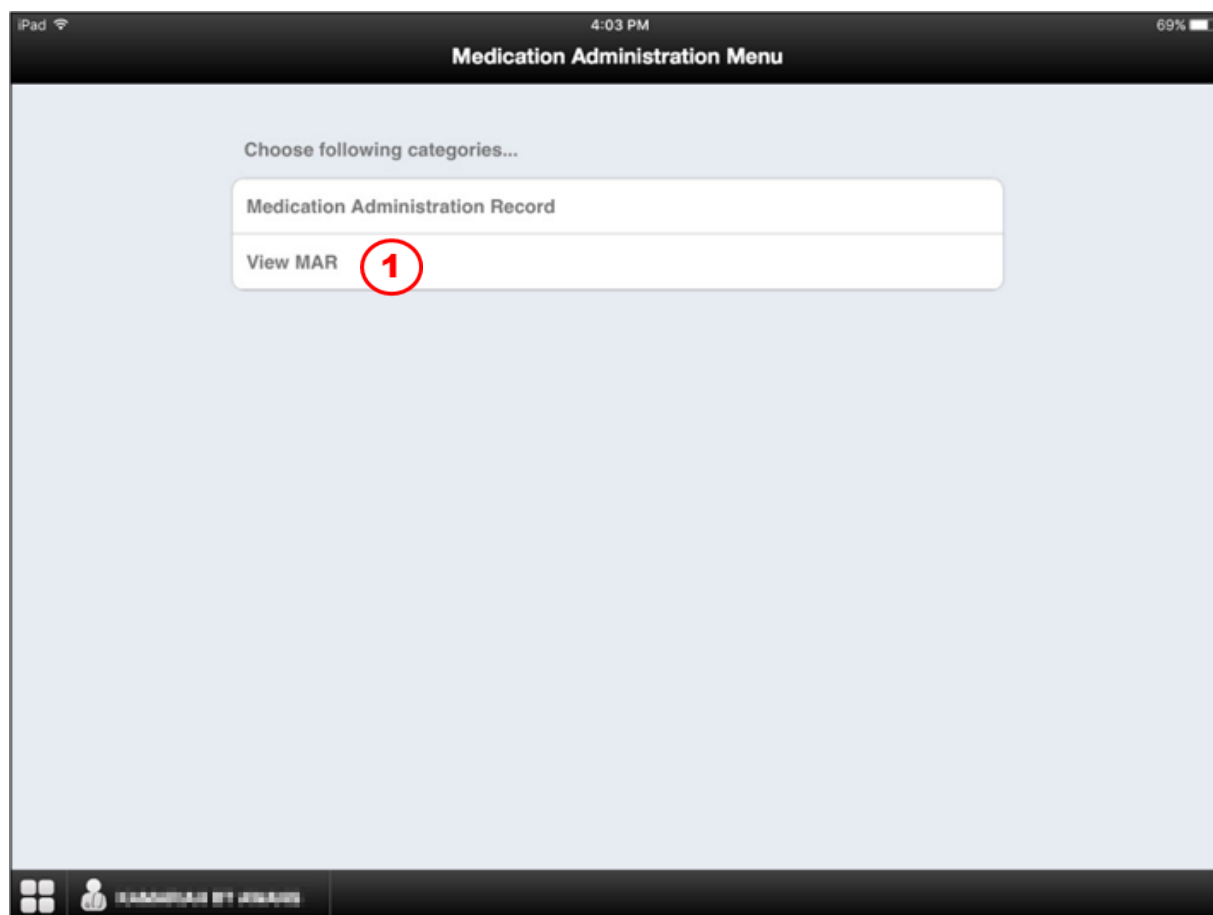 iPad 4:03 PM 69%
Medication Administration Menu
Choose following categories...
Medication Administration Record
View MAR 1